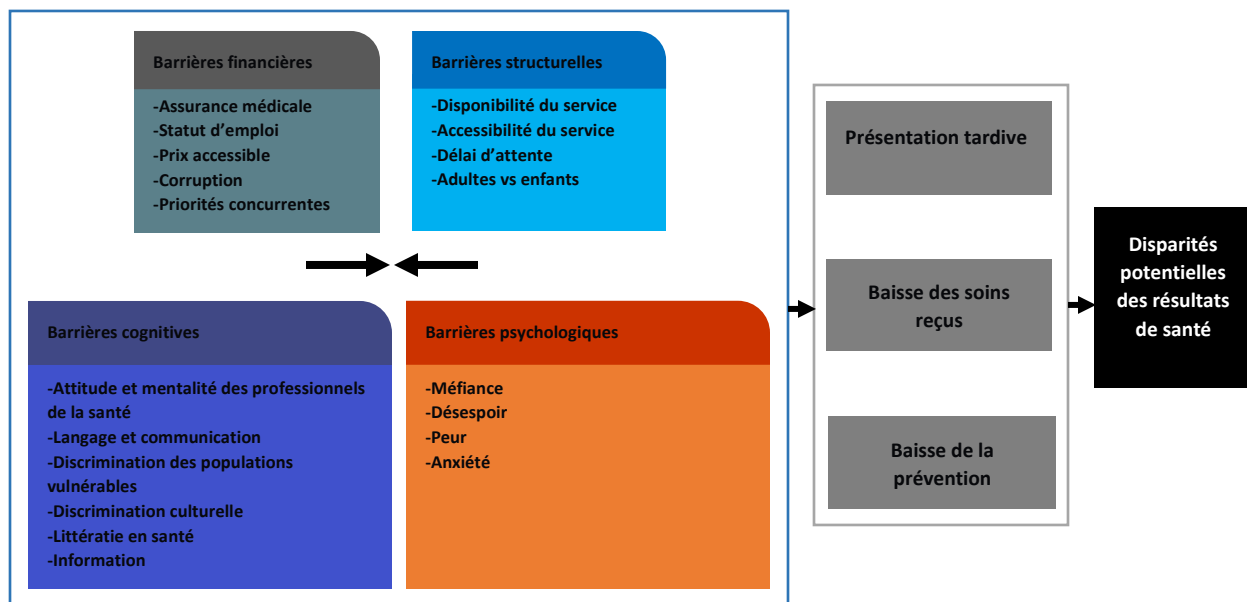 Barrières financières
-Assurance médicale
-Statut d'emploi
-Prix accessible
-Corruption
-Priorités concurrentes
Barrières structurelles
-Disponibilité du service
-Accessibilité du service
-Délai d'attente
-Adultes vs enfants
Barrières cognitives
-Attitude et mentalité des professionnels
de la santé
-Langage et communication
-Discrimination des populations
vulnérables
-Discrimination culturelle
-Littératie en santé
-Information
Barrières psychologiques
-Méfiance
-Désespoir
-Peur
-Anxiété
Présentation tardive
Baisse des soins
reçus
Baisse de la
prévention
Disparités
potentielles
des résultats
de santé